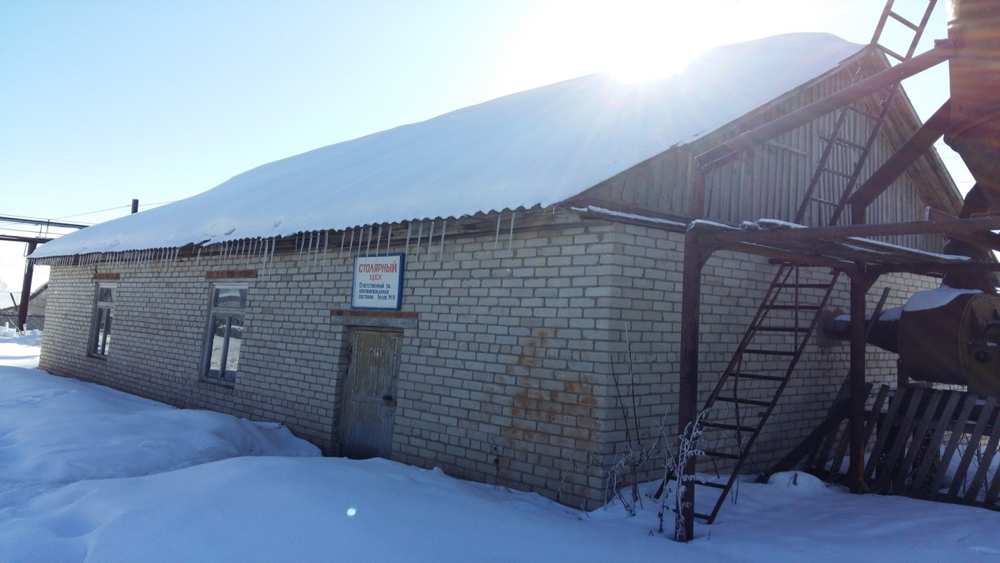 СТОЛЯРНЫЙ
ЦЕХ
Ответственный за
противопожарное
состояние Белов М.Н